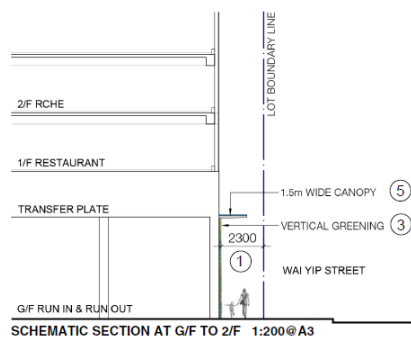 LOT BOUNDARY LINE
2/F RCHE
1/F RESTAURANT
1.5m WIDE CANOPY 5
TRANSFER PLATE
VERTICAL GREENING 3
2300
1
WAI YIP STREET
G/F RUN IN & RUN OUT
SCHEMATIC SECTION AT G/F TO 2/F 1:200@A3